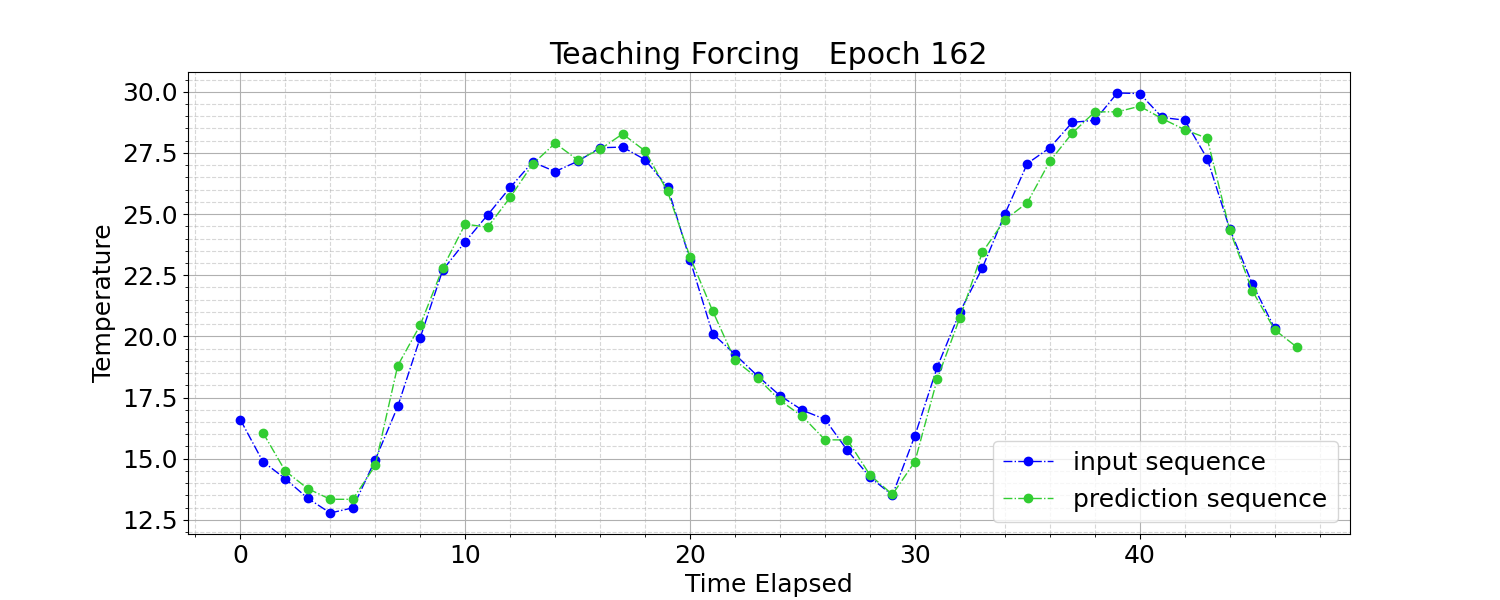 Teaching Forcing   Epoch 162
30.0
27.5
25.0
22.5
20.0
17.5
15.0
12.5
Temperature
input sequence
prediction sequence
0 10 20 30 40
Time Elapsed